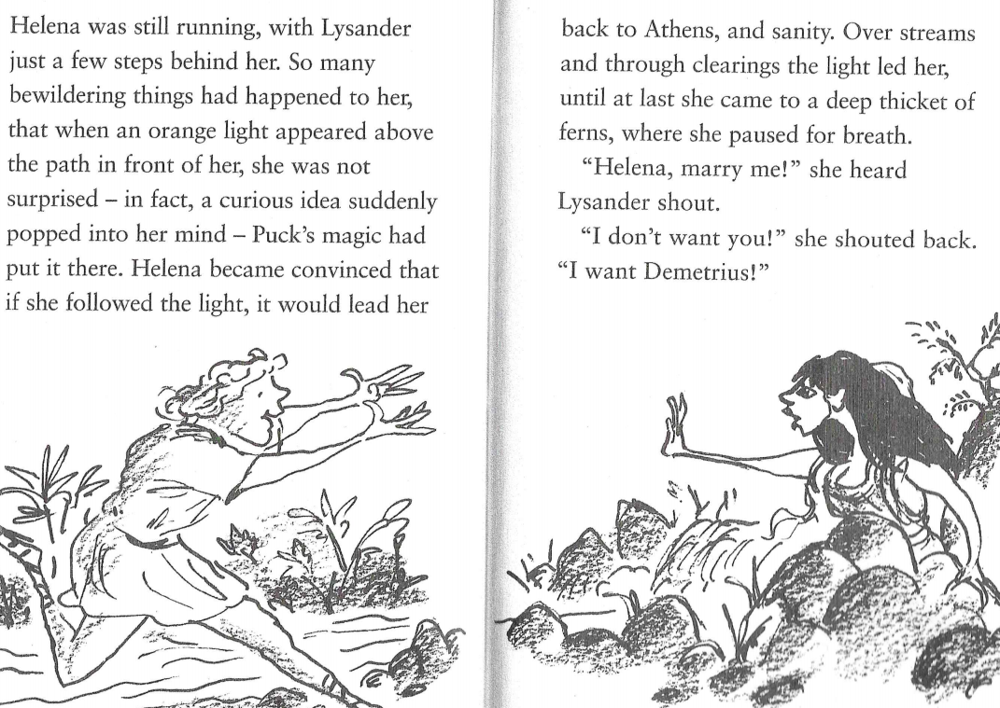 Helena was still running, with Lysander
just a few steps behind her. So many
bewildering things had happened to her,
that when an orange light appeared above
the path in front of her, she was not
surprised – in fact, a curious idea suddenly
popped into her mind – Puck’s magic had
put it there. Helena became convinced that
if she followed the light, it would lead her
back to Athens, and sanity. Over streams
and through clearings the light led her,
until at last she came to a deep thicket of
ferns, where she paused for breath.
“Helena, marry me!” she heard
Lysander shout.
“I don’t want you!” she shouted back.
“I want Demetrius!”